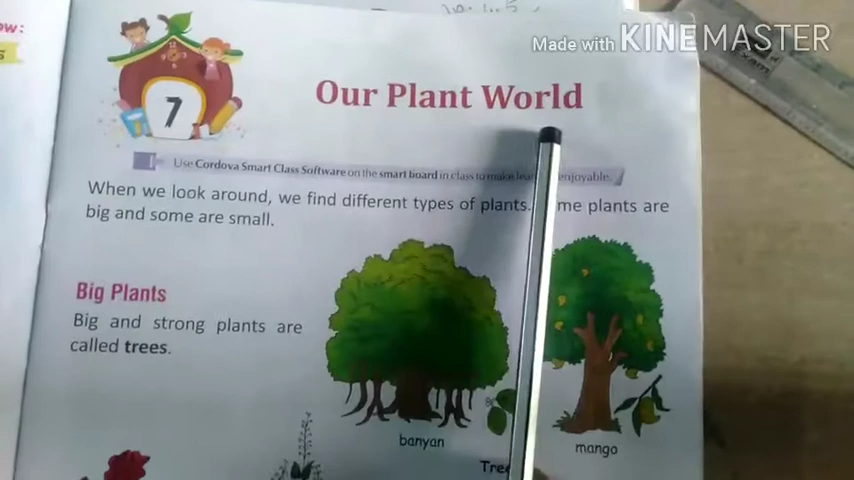 ow:
Made with KINEMASTER
7
Our Plant World
Use Cordova Smart Class Software on the smart board in class to make enjoyable.
When we look around, we find different types of plants. me plants are
big and some are small.
Big Plants
Big and strong plants are
called trees.
banyan
mango